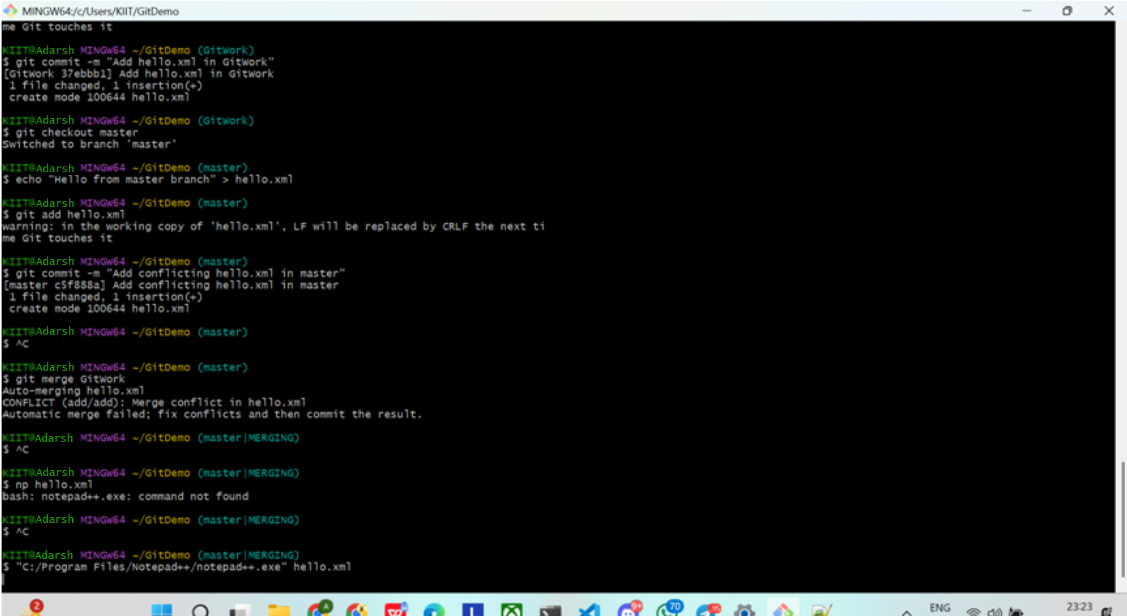 MINGW64:/c/Users/KIIT/GitDemo
me Git touches it
KIIT@Adarsh MINGW64 ~/GitDemo (GitWork)
$ git commit -m "Add hello.xml in GitWork"
[GitWork 37ebbb1] Add hello.xml in GitWork
 1 file changed, 1 insertion(+)
 create mode 100644 hello.xml
KIIT@Adarsh MINGW64 ~/GitDemo (GitWork)
$ git checkout master
Switched to branch 'master'
KIIT@Adarsh MINGW64 ~/GitDemo (master)
$ echo "Hello from master branch" > hello.xml
KIIT@Adarsh MINGW64 ~/GitDemo (master)
$ git add hello.xml
warning: in the working copy of 'hello.xml', LF will be replaced by CRLF the next ti
me Git touches it
KIIT@Adarsh MINGW64 ~/GitDemo (master)
$ git commit -m "Add conflicting hello.xml in master"
[master c5f888a] Add conflicting hello.xml in master
 1 file changed, 1 insertion(+)
 create mode 100644 hello.xml
KIIT@Adarsh MINGW64 ~/GitDemo (master)
$ ^C
KIIT@Adarsh MINGW64 ~/GitDemo (master)
$ git merge GitWork
Auto-merging hello.xml
CONFLICT (add/add): Merge conflict in hello.xml
Automatic merge failed; fix conflicts and then commit the result.
KIIT@Adarsh MINGW64 ~/GitDemo (master|MERGING)
$ ^C
KIIT@Adarsh MINGW64 ~/GitDemo (master|MERGING)
$ np hello.xml
bash: notepad++.exe: command not found
KIIT@Adarsh MINGW64 ~/GitDemo (master|MERGING)
$ ^C
KIIT@Adarsh MINGW64 ~/GitDemo (master|MERGING)
$ "C:/Program Files/Notepad++/notepad++.exe" hello.xml
2
A
9+
70
ENG
23:23